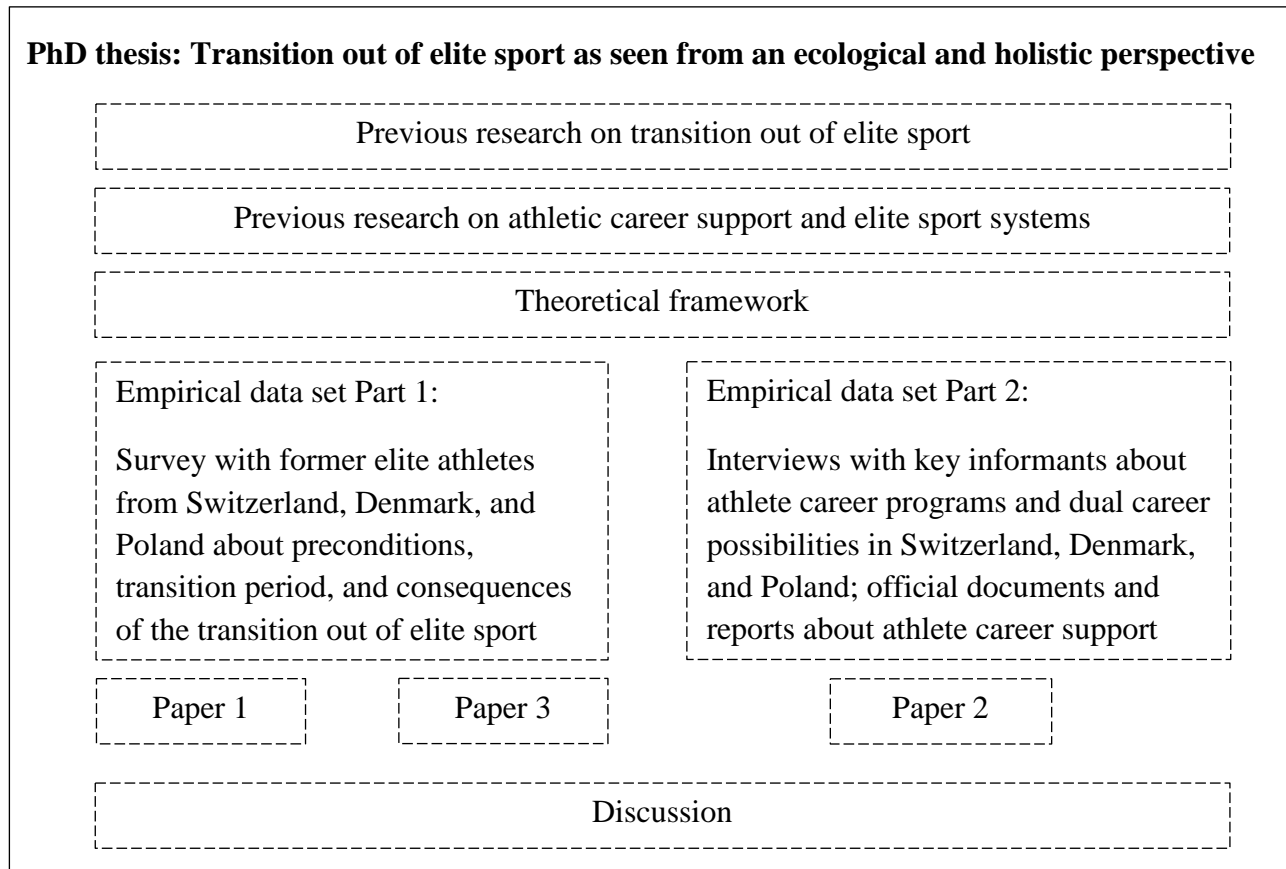 PhD thesis: Transition out of elite sport as seen from an ecological and holistic perspective
Previous research on transition out of elite sport
Previous research on athletic career support and elite sport systems
Theoretical framework
Empirical data set Part 1:
Survey with former elite athletes
from Switzerland, Denmark, and
Poland about preconditions,
transition period, and consequences
of the transition out of elite sport
Empirical data set Part 2:
Interviews with key informants about
athlete career programs and dual career
possibilities in Switzerland, Denmark,
and Poland; official documents and
reports about athlete career support
Paper 1
Paper 3
Paper 2
Discussion